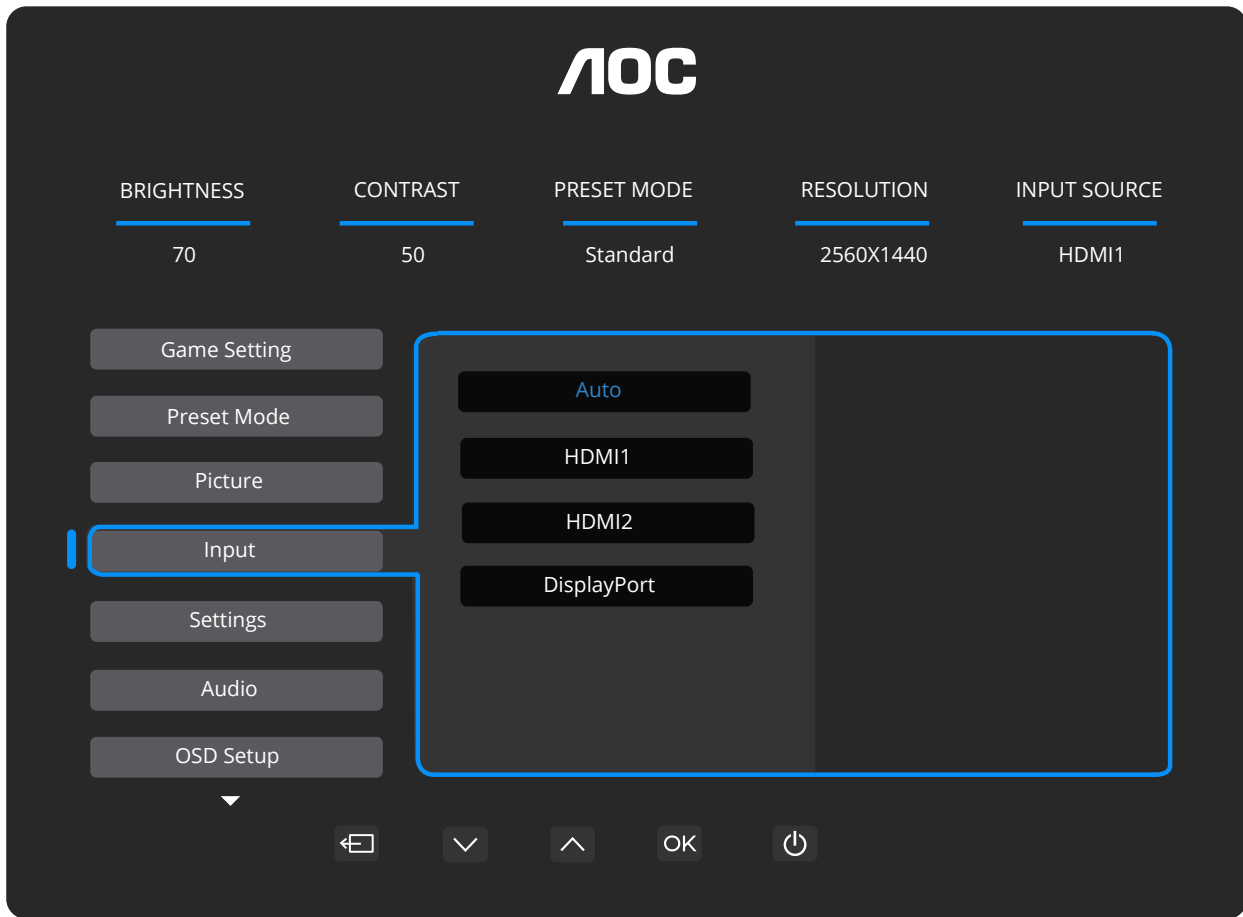 AOC
BRIGHTNESS CONTRAST PRESET MODE RESOLUTION INPUT SOURCE
70 50 Standard 2560X1440 HDMI1
Game Setting
Preset Mode
Picture
Input
Settings
Audio
OSD Setup
Auto
HDMI1
HDMI2
DisplayPort
OK